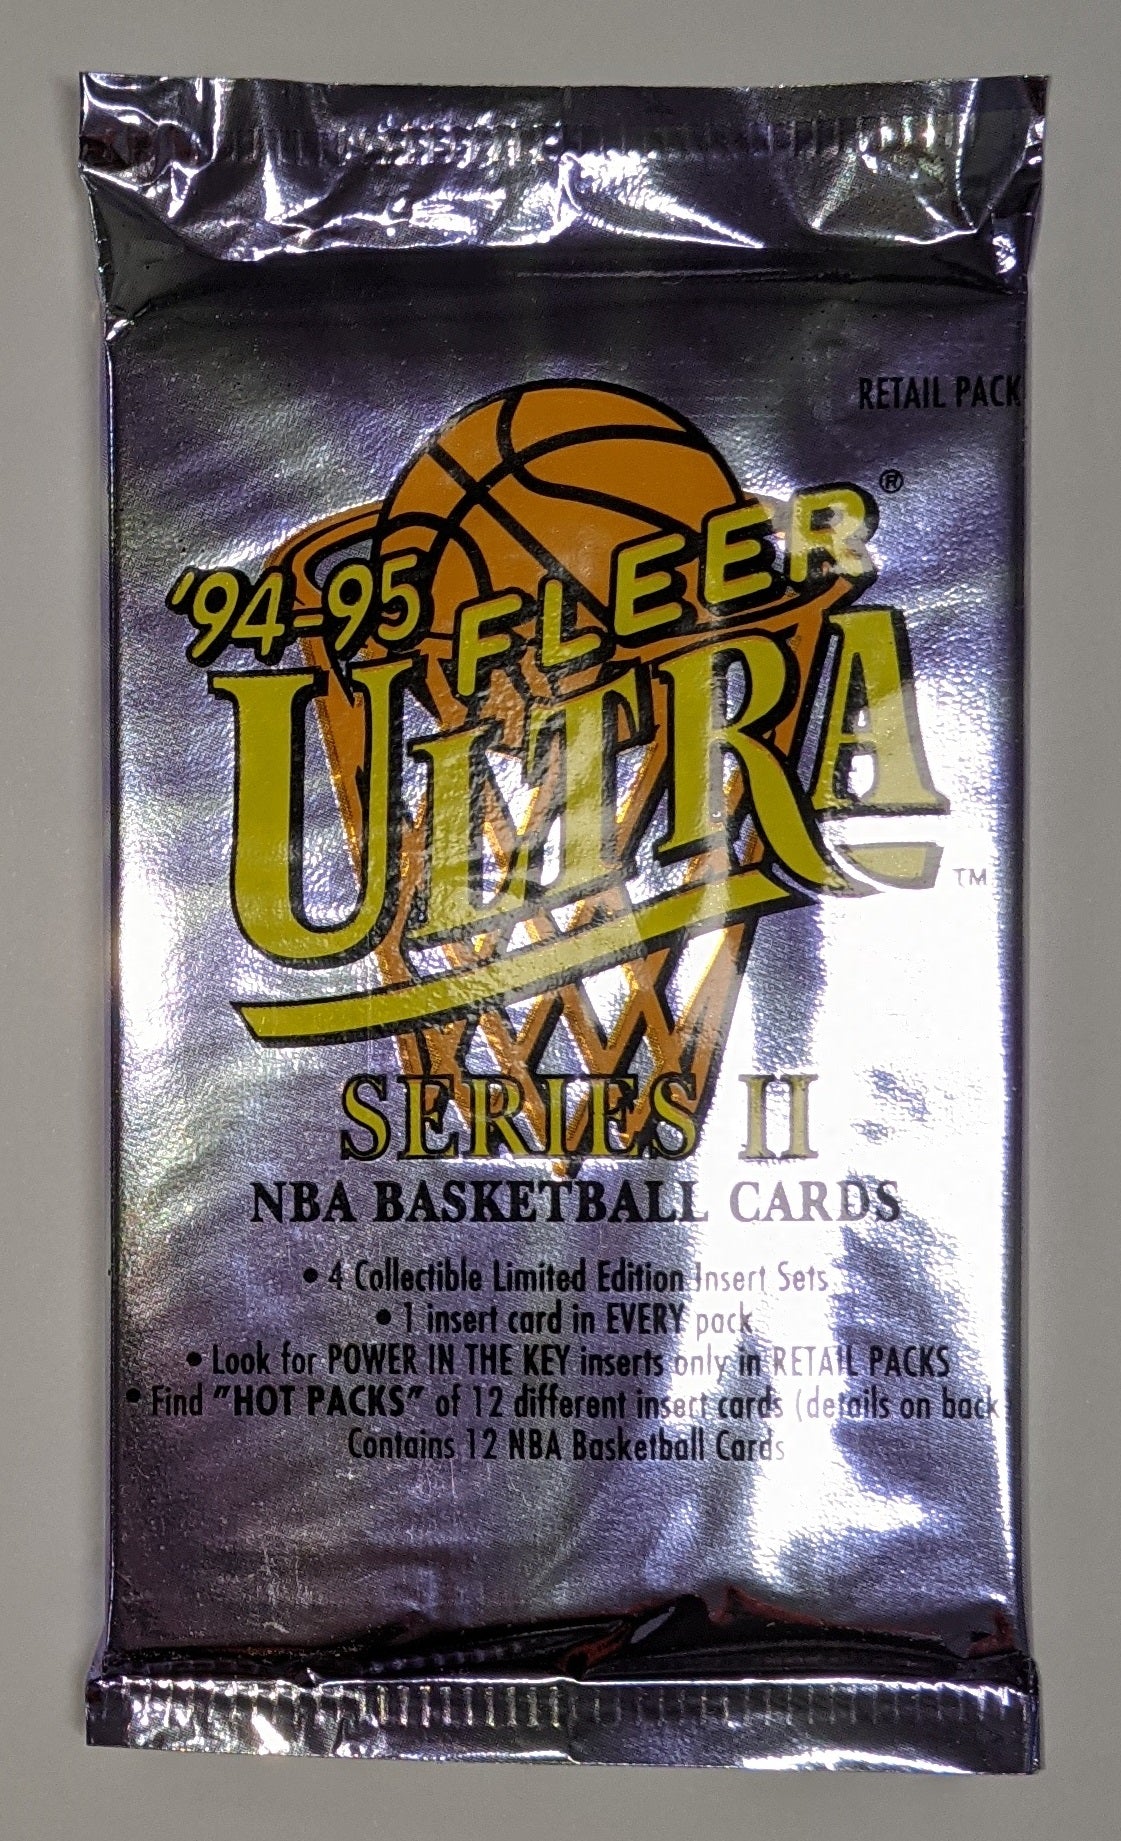 RETAIL PACK
'94-95 FLEER®
ULTRA™
SERIES II
NBA BASKETBALL CARDS
• 4 Collectible Limited Edition Insert Sets
• 1 insert card in EVERY pack
• Look for POWER IN THE KEY inserts only in RETAIL PACKS
• Find "HOT PACKS" of 12 different insert cards (details on back
Contains 12 NBA Basketball Cards